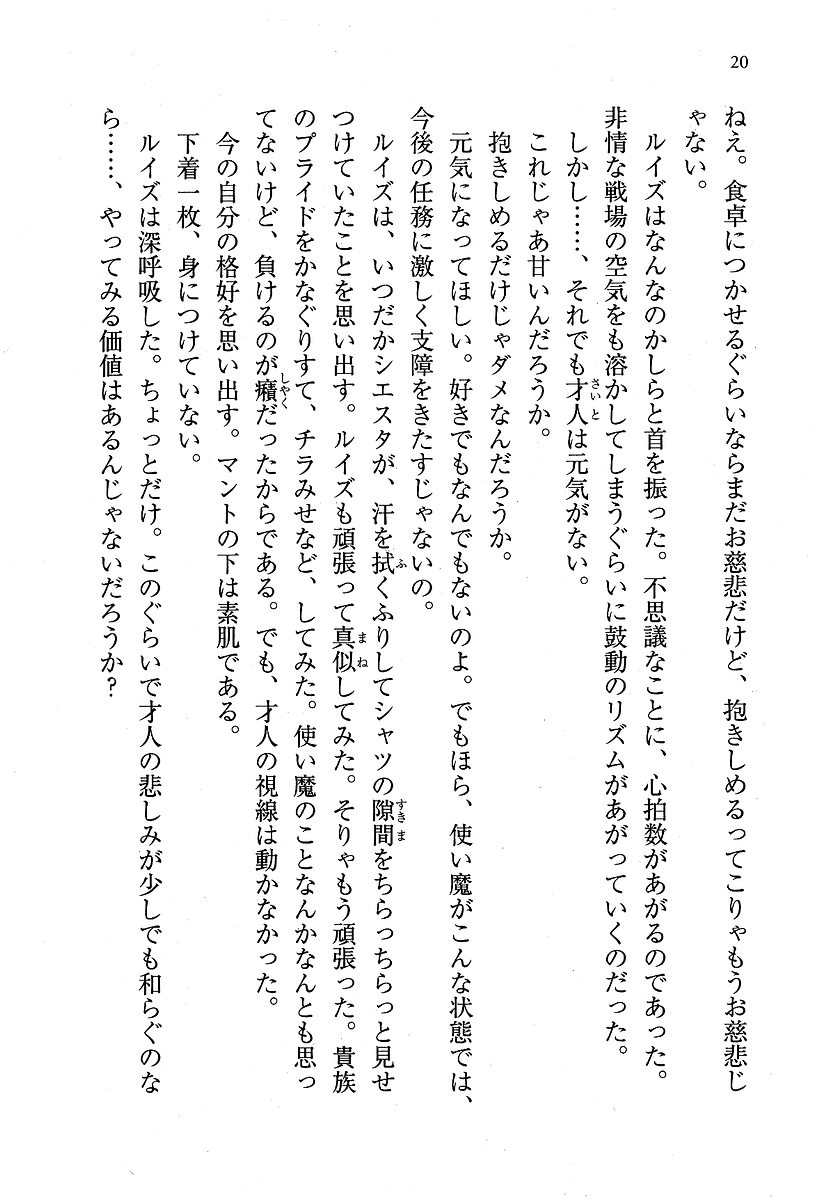 20
ねえ。食卓につかせるぐらいならまだお慈悲だけど、抱きしめるってこりゃもうお慈悲じ
ゃない。
ルイズはなんなのかしらと首を振った。不思議なことに、心拍数があがるのであった。
非情な戦場の空気をも溶かしてしまうぐらいに鼓動のリズムがあがっていくのだった。
しかし……、それでも才人は元気がない。
さいと
これじゃあ甘いんだろうか。
抱きしめるだけじゃダメなんだろうか。
元気になってほしい。好きでもなんでもないのよ。でもほら、使い魔がこんな状態では、
今後の任務に激しく支障をきたすじゃないの。
ルイズは、いつだかシエスタが、汗を拭くふりしてシャツの隙間をちらっちらっと見せ
ふ
すきま
つけていたことを思い出す。ルイズも頑張って真似してみた。そりゃもう頑張った。貴族
まね
のプライドをかなぐりすて、チラみせなど、してみた。使い魔のことなんかなんとも思っ
てないけど、負けるのが癪だったからである。でも、才人の視線は動かなかった。
しゃく
今の自分の格好を思い出す。マントの下は素肌である。
下着一枚、身につけていない。
ルイズは深呼吸した。ちょっとだけ。このぐらいで才人の悲しみが少しでも和らぐのな
ら……、やってみる価値はあるんじゃないだろうか?